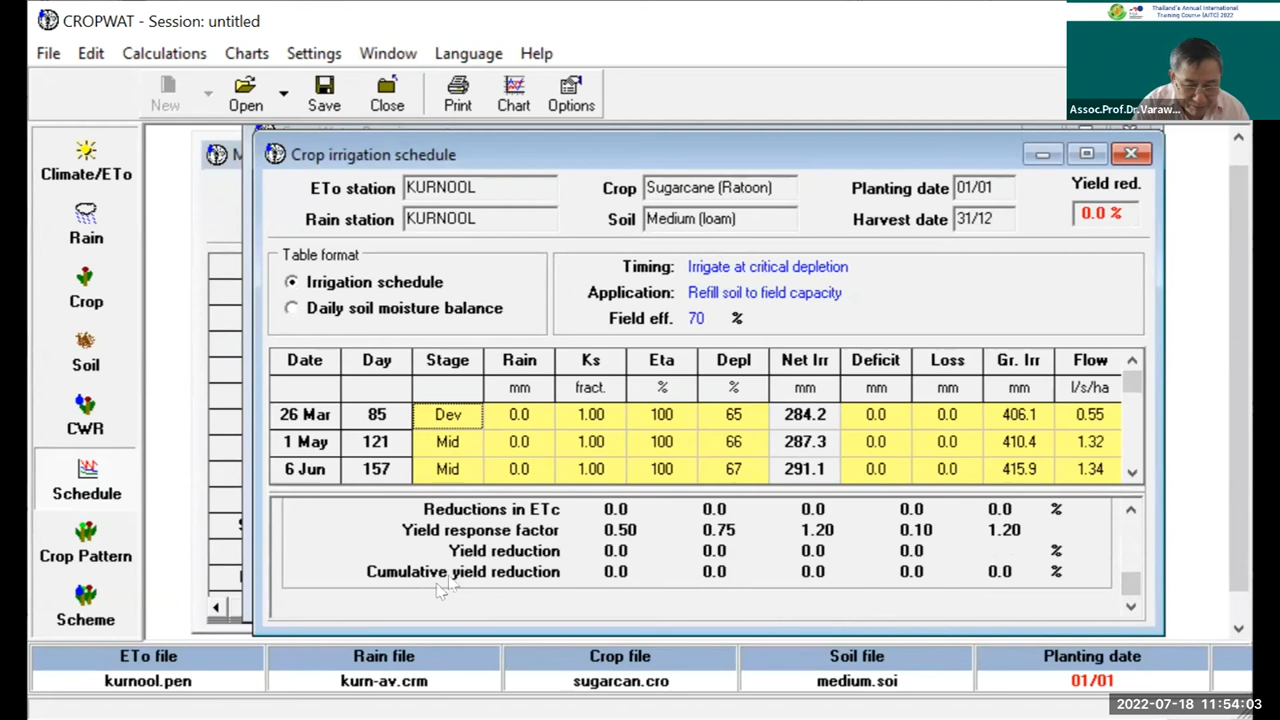 CROPWAT - Session: untitled
Thailand's Annual International
Training Course (AITC) 2022
File Edit Calculations Charts Settings Window Language Help
New Open Save Close Print Chart Options
Assoc.Prof.Dr.Varaw...
Climate/ETo
Rain
Crop
Soil
CWR
Schedule
Crop Pattern
Scheme
M
Crop irrigation schedule
ETo station KURNOOL Crop Sugarcane (Ratoon) Planting date 01/01 Yield red.
Rain station KURNOOL Soil Medium (loam) Harvest date 31/12 0.0 %
Table format
Irrigation schedule
Daily soil moisture balance
Timing: Irrigate at critical depletion
Application: Refill soil to field capacity
Field eff. 70 %
Date Day Stage Rain Ks Eta Depl Net Irr Deficit Loss Gr. Irr Flow
mm fract. % % mm mm mm mm l/s/ha
26 Mar 85 Dev 0.0 1.00 100 65 284.2 0.0 0.0 406.1 0.55
1 May 121 Mid 0.0 1.00 100 66 287.3 0.0 0.0 410.4 1.32
6 Jun 157 Mid 0.0 1.00 100 67 291.1 0.0 0.0 415.9 1.34
Reductions in ETc 0.0 0.0 0.0 0.0 0.0 %
Yield response factor 0.50 0.75 1.20 0.10 1.20
Yield reduction 0.0 0.0 0.0 0.0 %
Cumulative yield reduction 0.0 0.0 0.0 0.0 0.0 %
ETo file Rain file Crop file Soil file Planting date
kurnool.pen kurn-av.crm sugarcan.cro medium.soi 01/01
2022-07-18 11:54:03